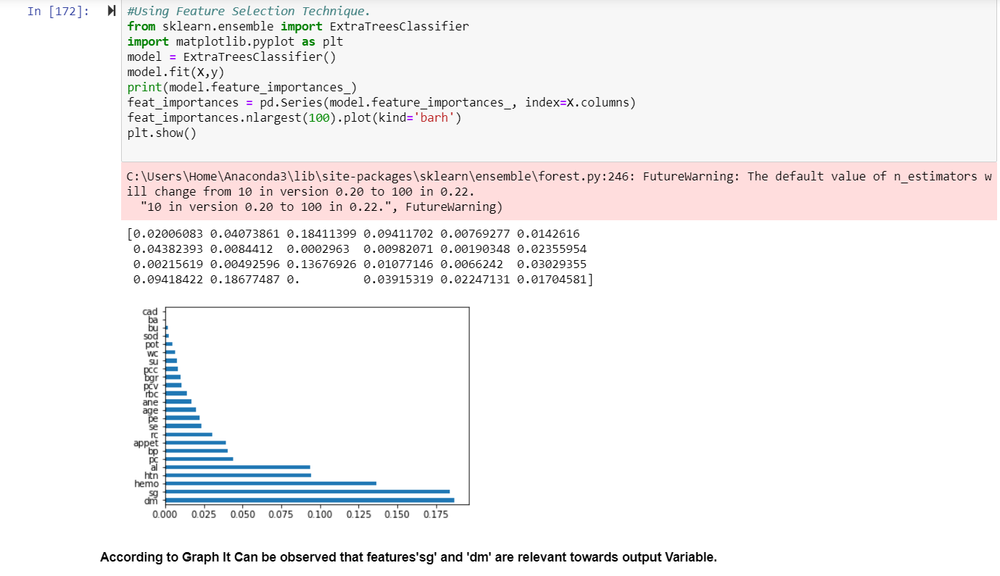 In [172]:
#Using Feature Selection Technique.
from sklearn.ensemble import ExtraTreesClassifier
import matplotlib.pyplot as plt
model = ExtraTreesClassifier()
model.fit(X,y)
print(model.feature_importances_)
feat_importances = pd.Series(model.feature_importances_, index=X.columns)
feat_importances.nlargest(100).plot(kind='barh')
plt.show()
C:\Users\Home\Anaconda3\lib\site-packages\sklearn\ensemble\forest.py:246: FutureWarning: The default value of n_estimators w
ill change from 10 in version 0.20 to 100 in 0.22.
  "10 in version 0.20 to 100 in 0.22.", FutureWarning)
[0.02006083 0.04073861 0.18411399 0.09411702 0.00769277 0.0142616
 0.04382393 0.0084412  0.0002963  0.00982071 0.00190348 0.02355954
 0.00215619 0.00492596 0.13676926 0.01077146 0.0066242  0.03029355
 0.09418422 0.18677487 0.         0.03915319 0.02247131 0.01704581]
cad
ba
bu
sod
pot
wc
su
pcc
bgr
pcv
rbc
ane
age
pe
se
rc
appet
bp
pc
al
htn
hemo
sg
dm
0.000 0.025 0.050 0.075 0.100 0.125 0.150 0.175
According to Graph It Can be observed that features'sg' and 'dm' are relevant towards output Variable.